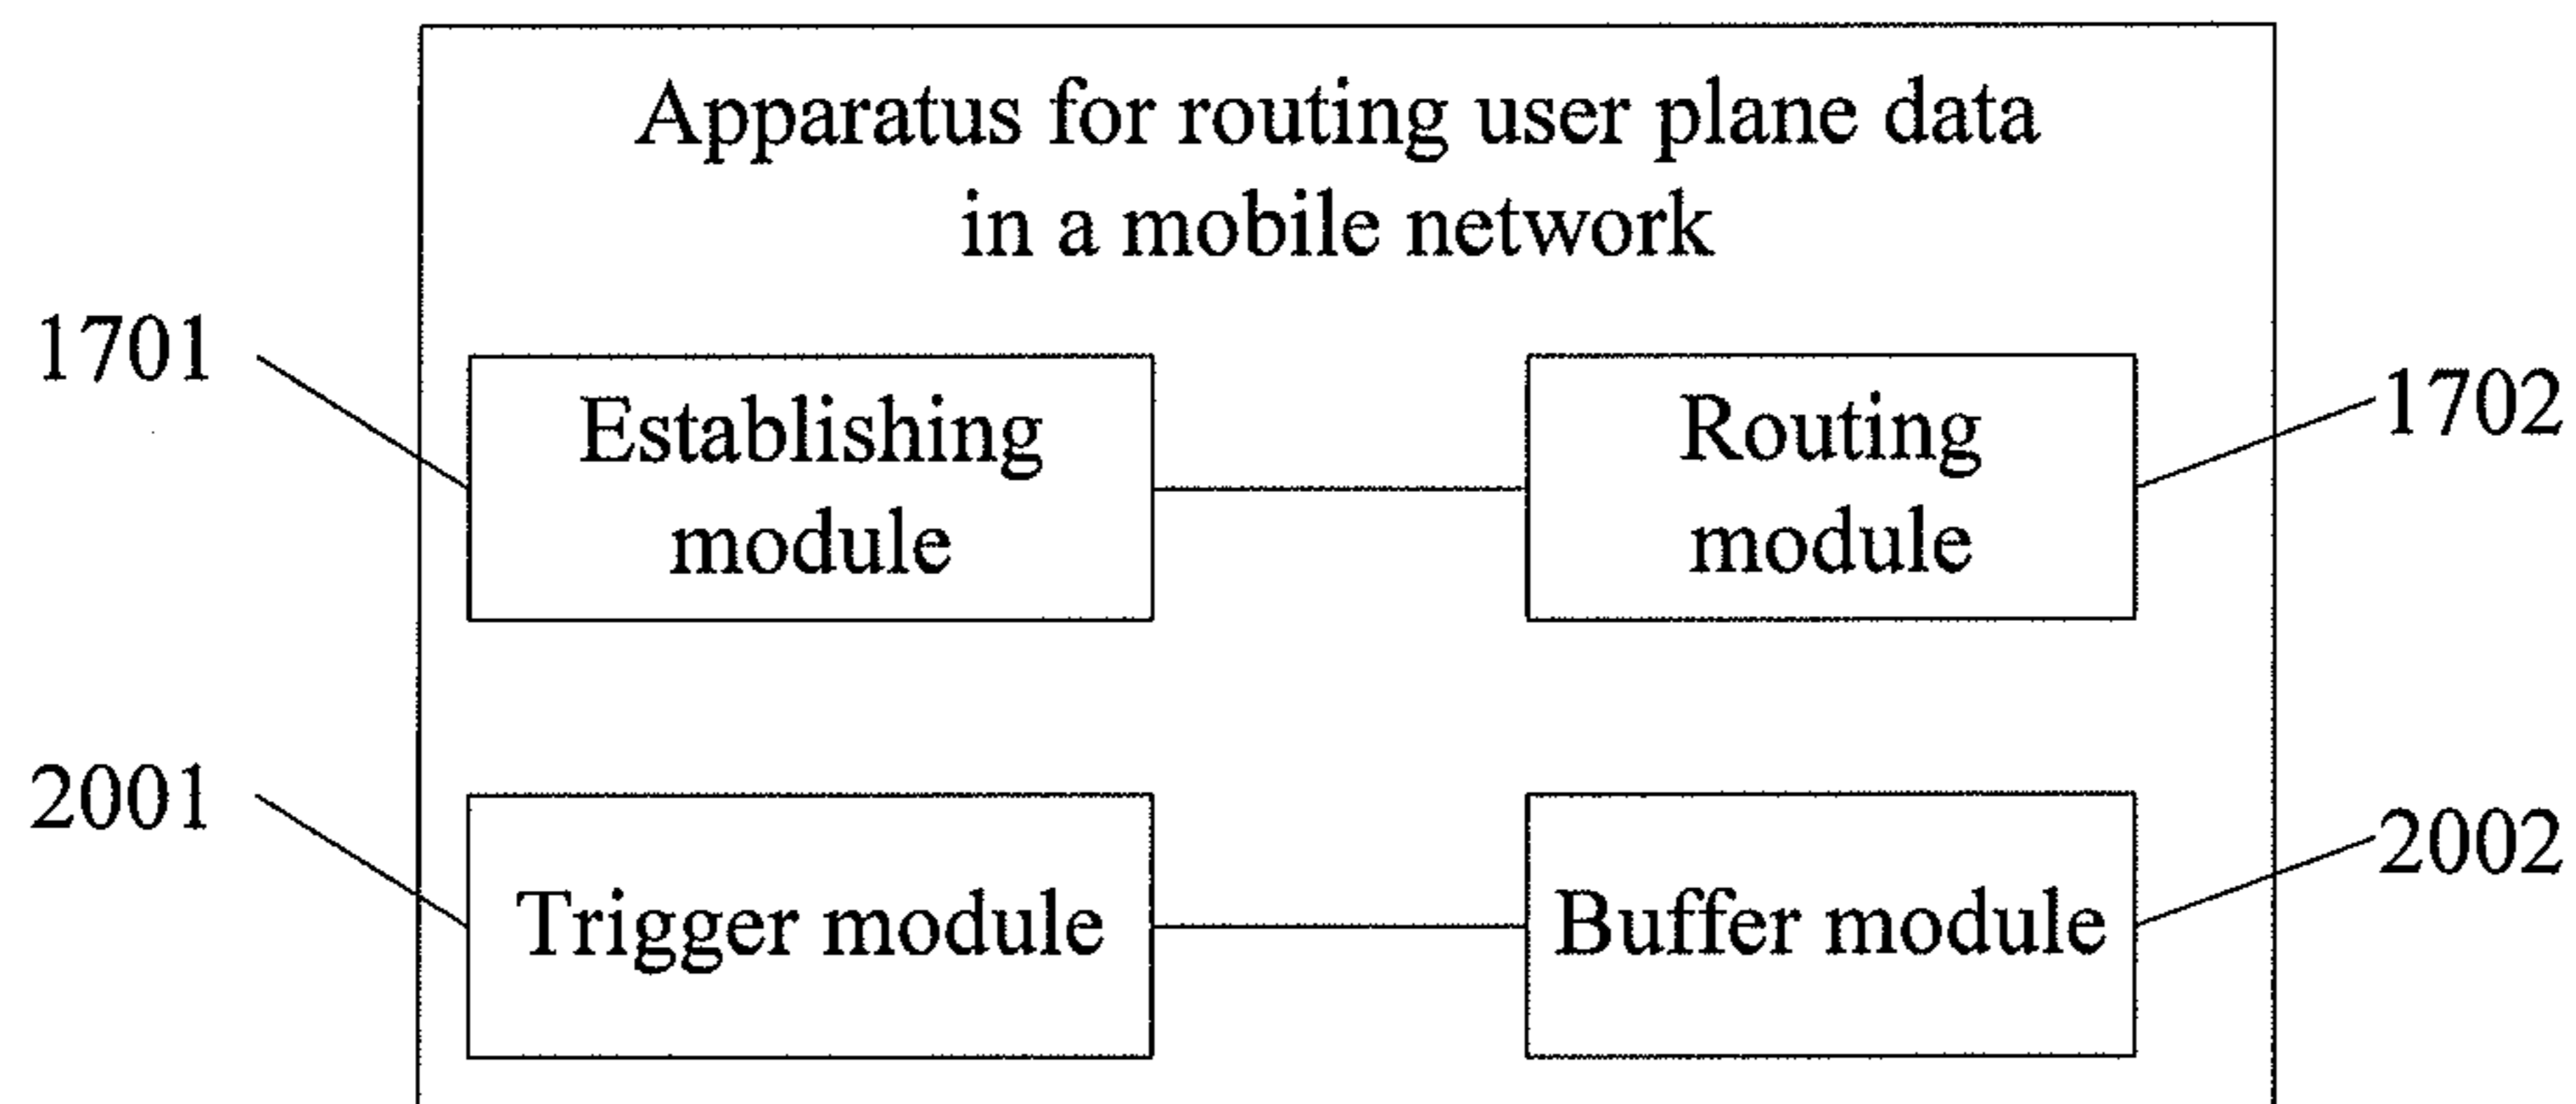 Apparatus for routing user plane data
in a mobile network
1701
Establishing
module
Routing
module
1702
2001
Trigger module
Buffer module
2002